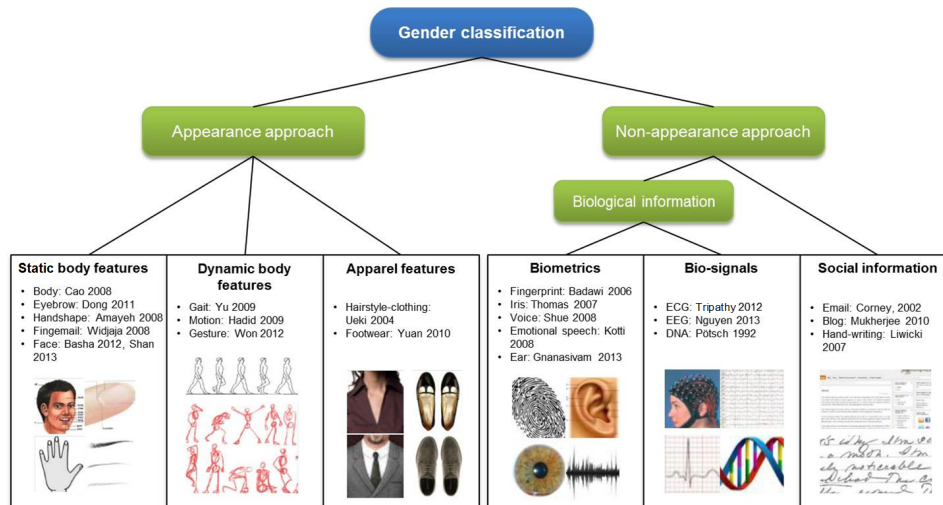 Gender classification
Appearance approach
Non-appearance approach
Biological information
Static body features
• Body: Cao 2008
• Eyebrow: Dong 2011
• Handshape: Amayeh 2008
• Fingernail: Widjaja 2008
• Face: Basha 2012, Shan
2013
Dynamic body
features
• Gait: Yu 2009
• Motion: Hadid 2009
• Gesture: Won 2012
Apparel features
• Hairstyle-clothing:
Ueki 2004
• Footwear: Yuan 2010
Biometrics
• Fingerprint: Badawi 2006
• Iris: Thomas 2007
• Voice: Shue 2008
• Emotional speech: Kotti
2008
• Ear: Gnanasivam 2013
Bio-signals
• ECG: Tripathy 2012
• EEG: Nguyen 2013
• DNA: Pötsch 1992
Social information
• Email: Corney, 2002
• Blog: Mukherjee 2010
• Hand-writing: Liwicki
2007
a moth. I'm
noticeable